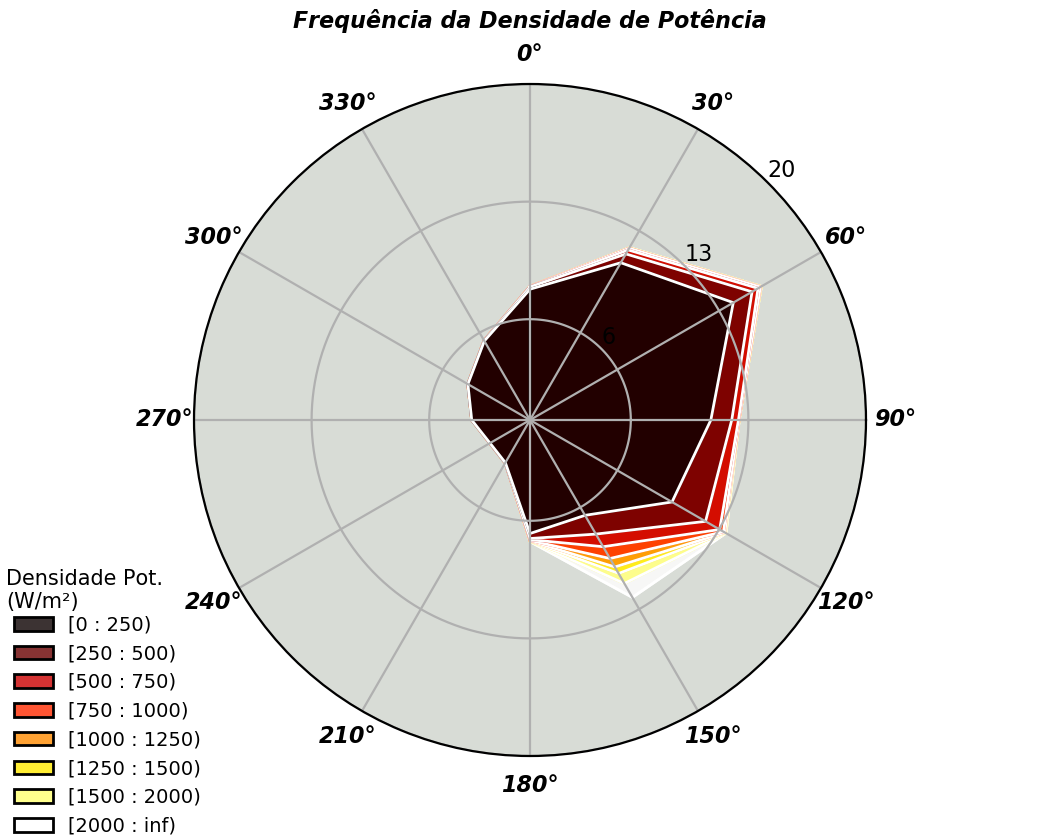 Frequência da Densidade de Potência
0°
330°
30°
20
300°
60°
13
6
270°
90°
240°
120°
210°
150°
180°
Densidade Pot.
(W/m²)
[0 : 250)
[250 : 500)
[500 : 750)
[750 : 1000)
[1000 : 1250)
[1250 : 1500)
[1500 : 2000)
[2000 : inf)